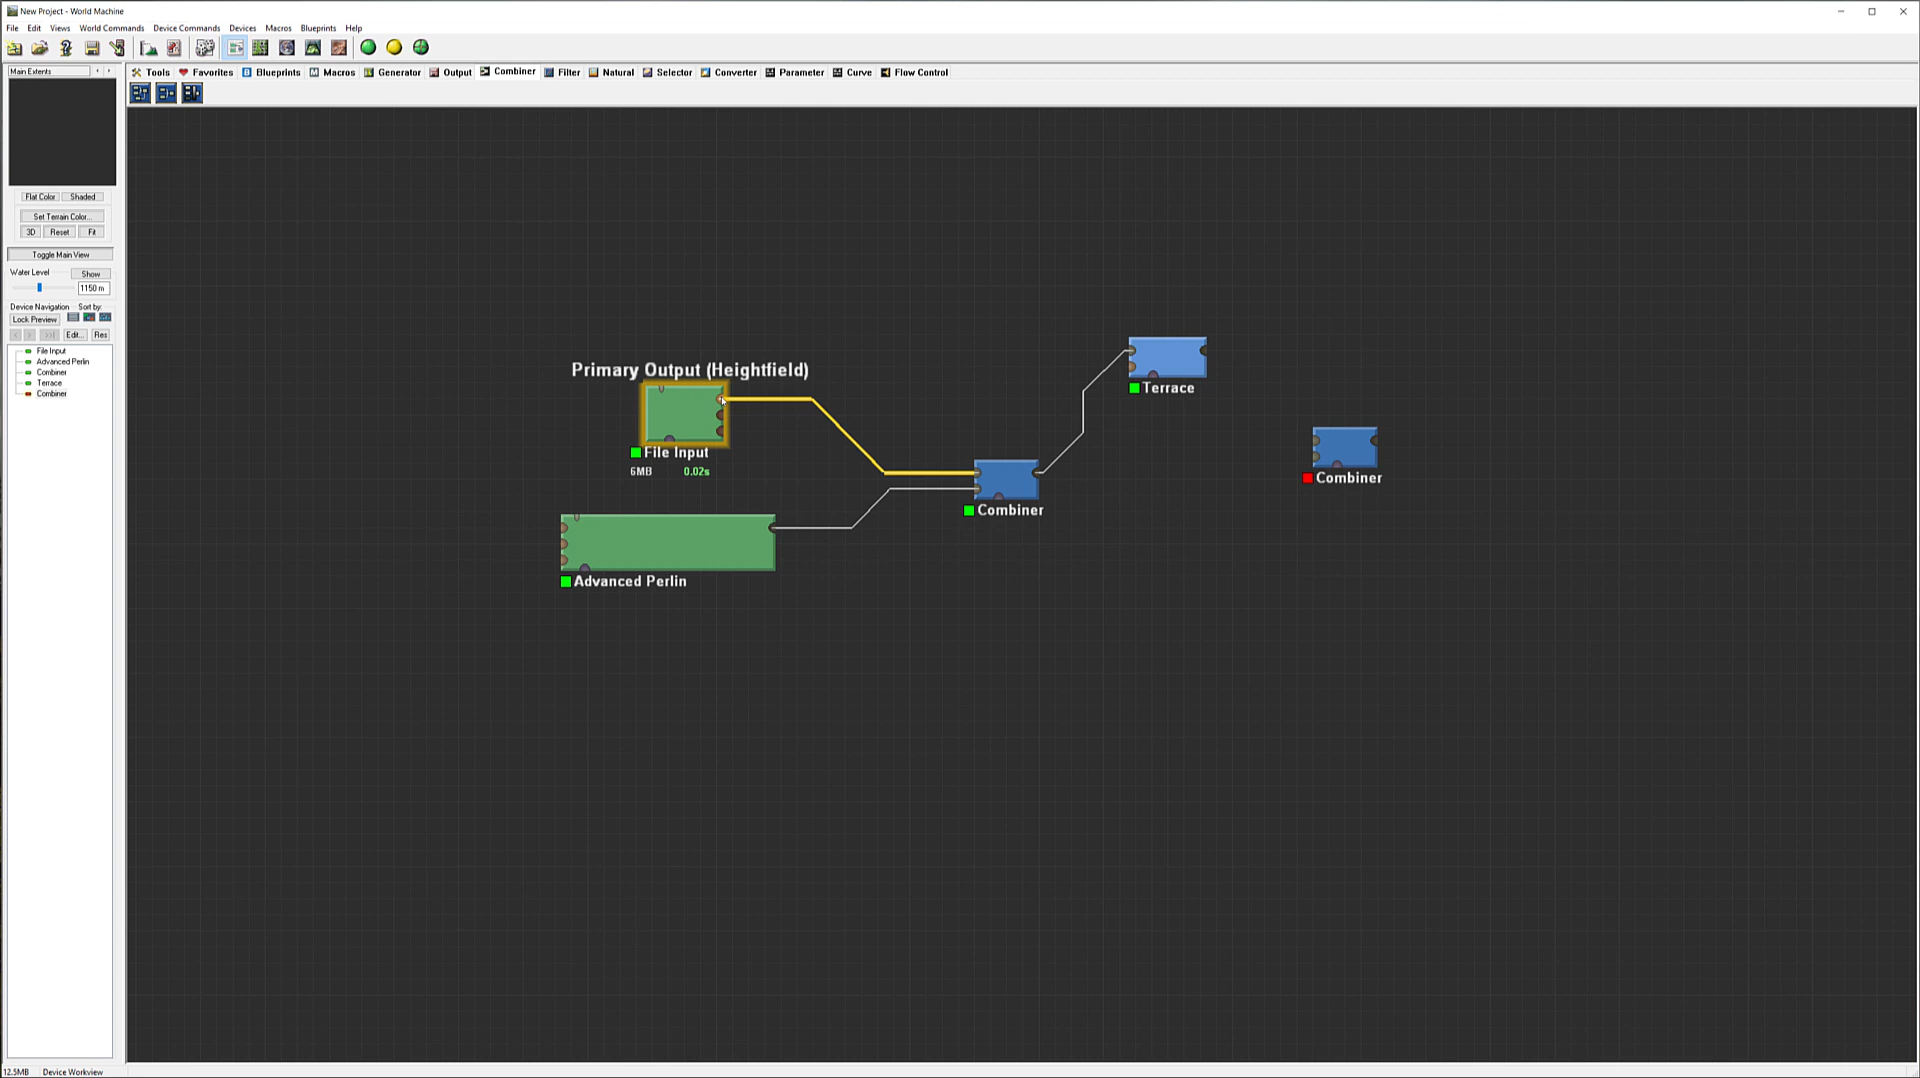 New Project - World Machine
File Edit Views World Commands Device Commands Devices Macros Blueprints Help
Main Extents
Tools Favorites Blueprints Macros Generator Output Combiner Filter Natural Selector Converter Parameter Curve Flow Control
Flat Color Shaded
Set Terrain Color...
3D Reset Fit
Toggle Main View
Water Level Show
1150 m
Device Navigation Sort by:
Lock Preview
Edit... Res
File Input
Advanced Perlin
Combiner
Terrace
Combiner
Primary Output (Heightfield)
File Input
6MB 0.02s
Advanced Perlin
Combiner
Terrace
Combiner
12.5MB Device Workview